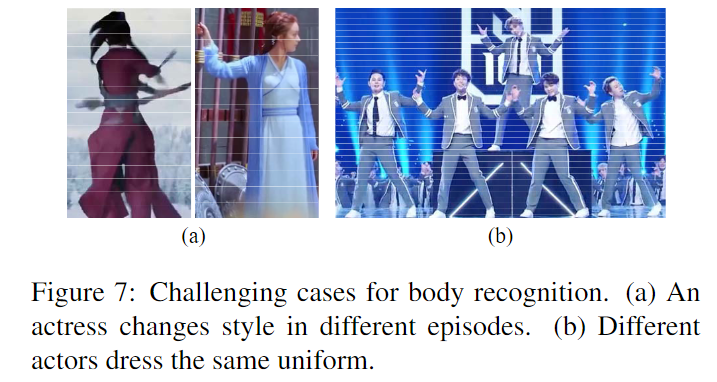 (a)
(b)
Figure 7: Challenging cases for body recognition. (a) An
actress changes style in different episodes. (b) Different
actors dress the same uniform.